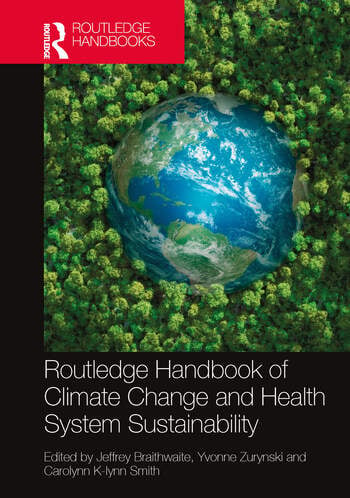 ROUTLEDGE
ROUTLEDGE
HANDBOOKS
Routledge Handbook of
Climate Change and Health
System Sustainability
Edited by Jeffrey Braithwaite, Yvonne Zurynski and
Carolynn K-lynn Smith